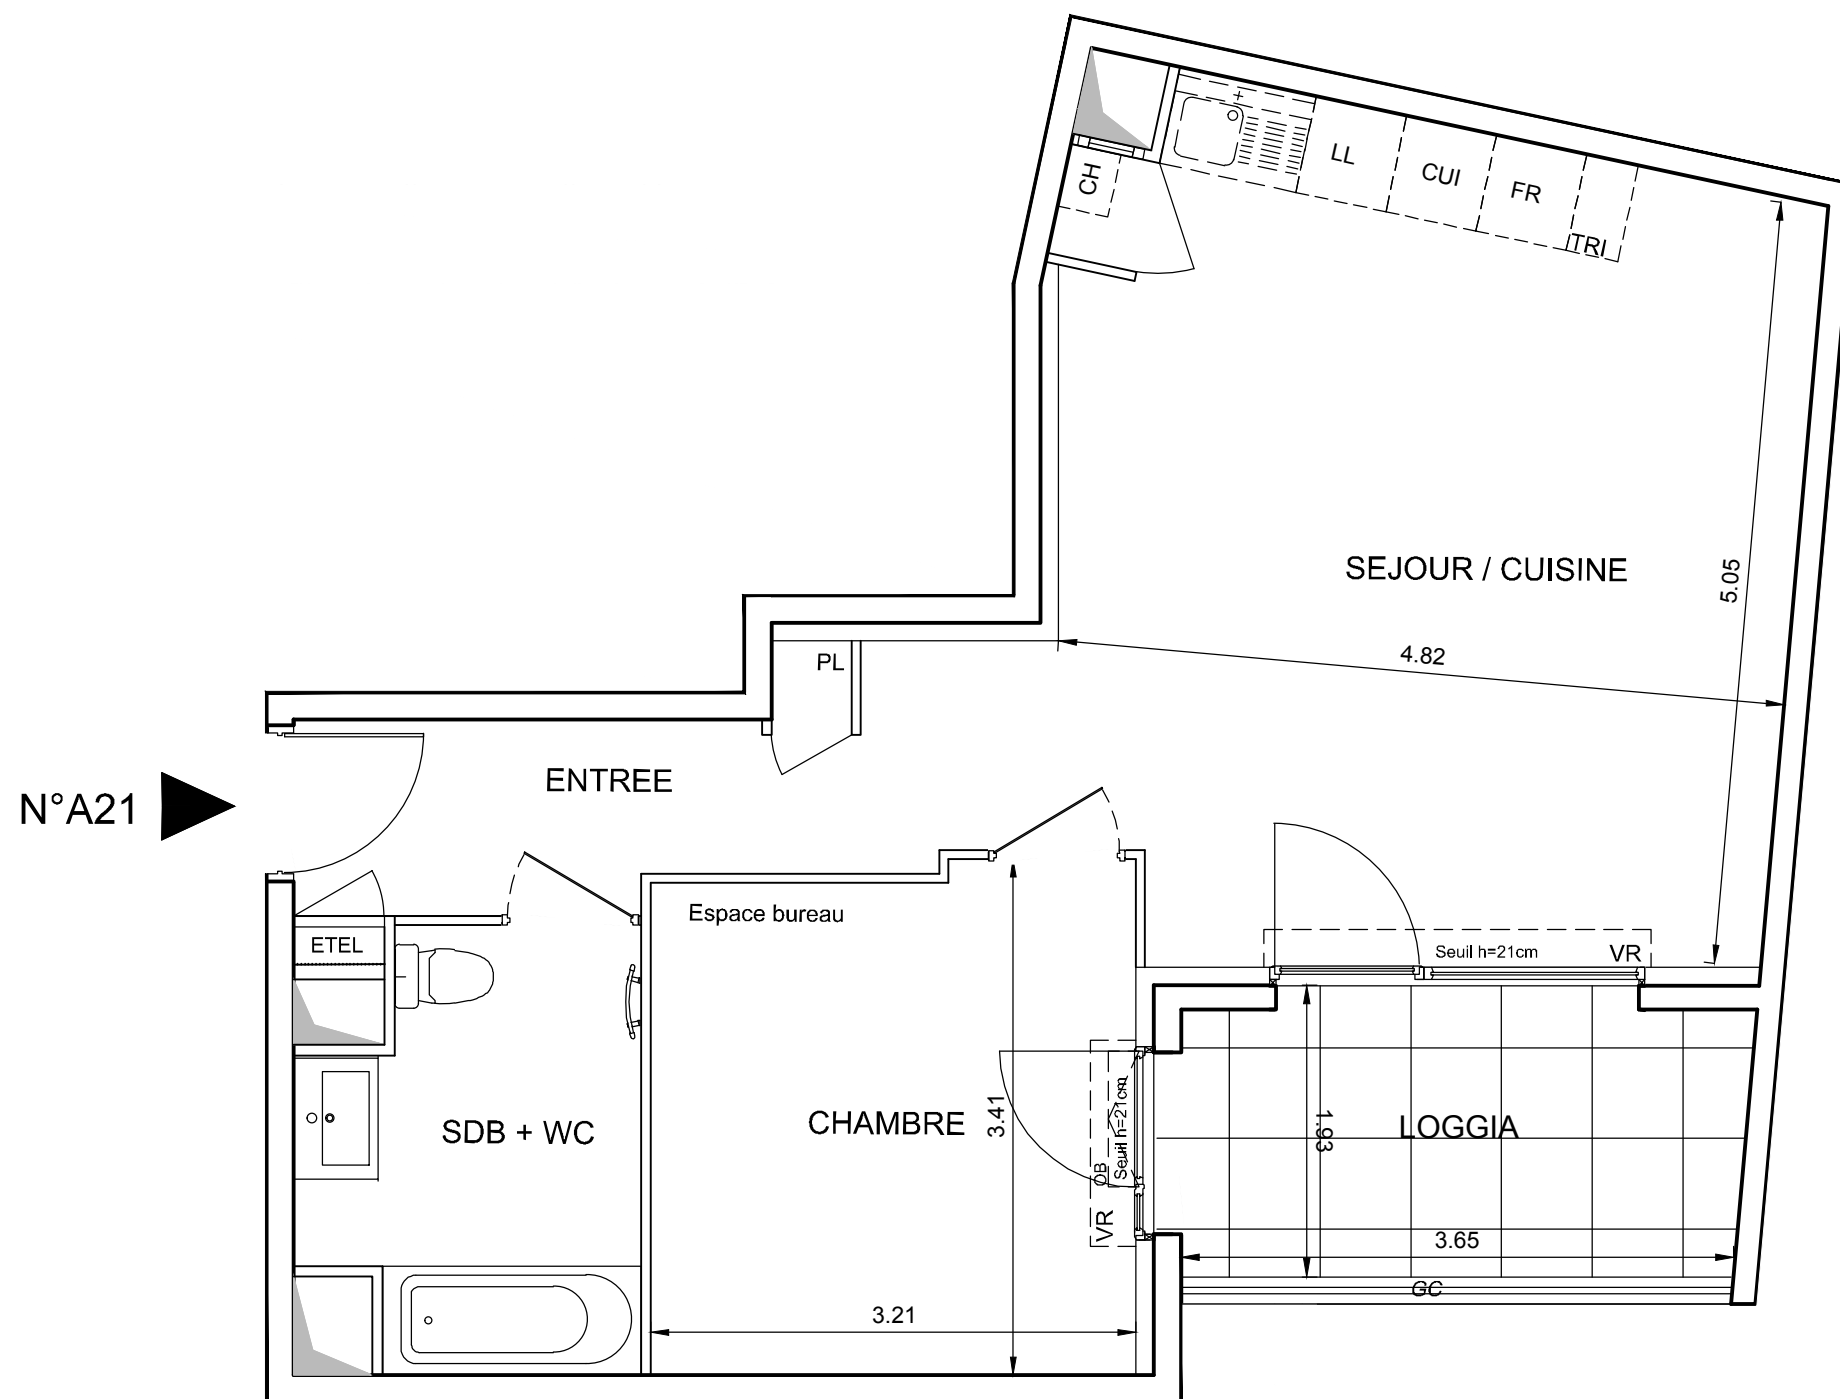 LL
CUI
FR
TRI
CH
SEJOUR / CUISINE
5.05
4.82
PL
ENTREE
N°A21
Espace bureau
ETEL
Seuil h=21cm
VR
SDB + WC
CHAMBRE
3.41
Seuil h=21cm
OB
VR
1.93
LOGGIA
3.65
GC
3.21